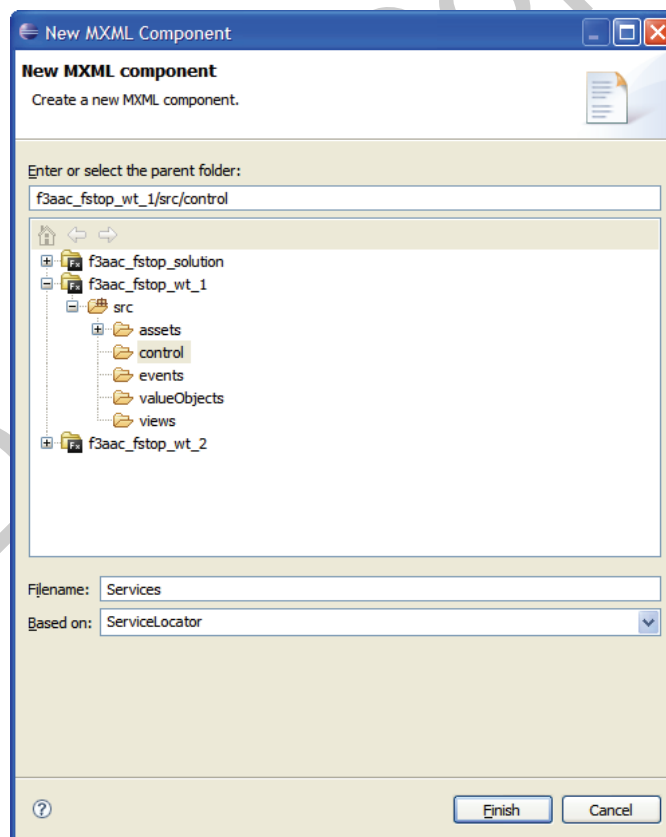 New MXML Component
New MXML component
Create a new MXML component.
Enter or select the parent folder:
f3aac_fstop_wt_1/src/control
f3aac_fstop_solution
f3aac_fstop_wt_1
src
assets
control
events
valueObjects
views
f3aac_fstop_wt_2
Filename: Services
Based on: ServiceLocator
Finish Cancel